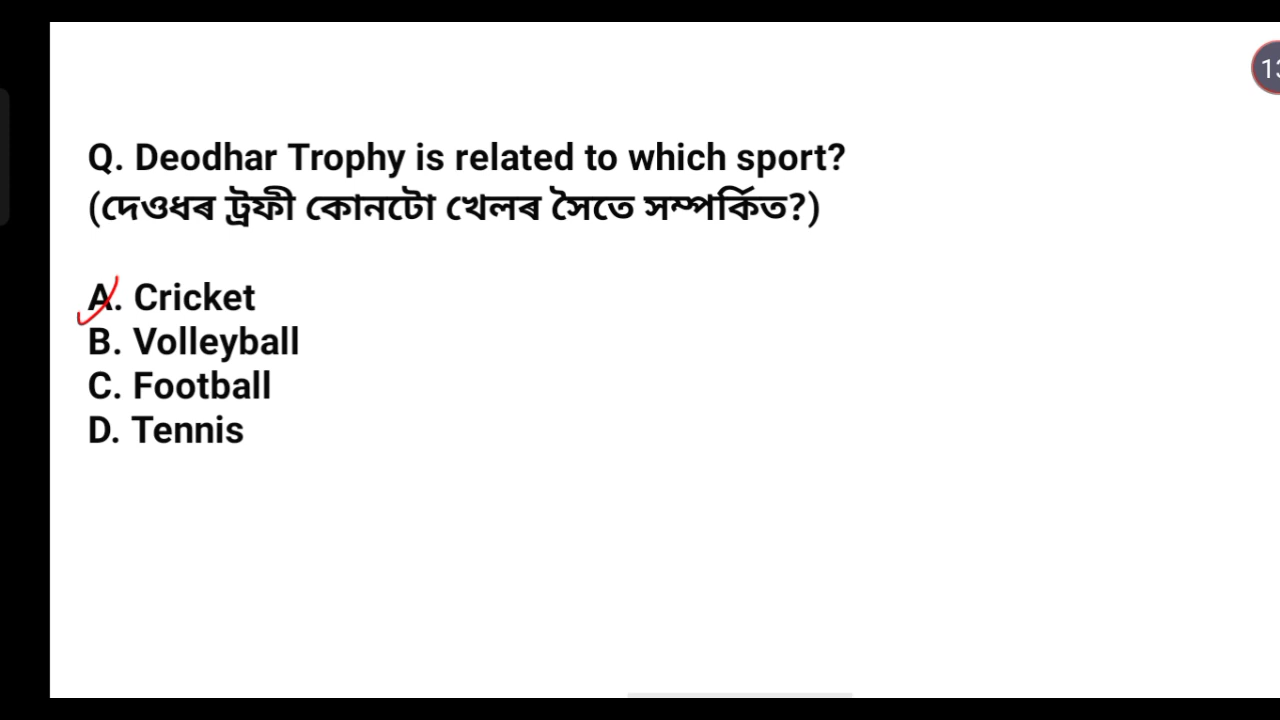 Q. Deodhar Trophy is related to which sport?
(দেওধৰ ট্ৰফী কোনটো খেলৰ সৈতে সম্পৰ্কিত?)
A. Cricket
B. Volleyball
C. Football
D. Tennis